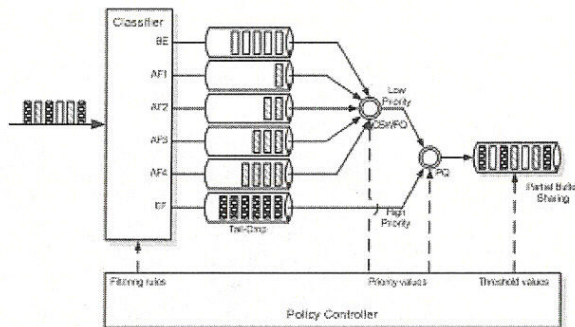 Classifier
BE
AF1
AF2
AF3
AF4
EF
Tail-Drop
Low
Priority
PQ
High
Priority
Partial Buffer
Sharing
Filtering rules
Priority values
Threshold values
Policy Controller